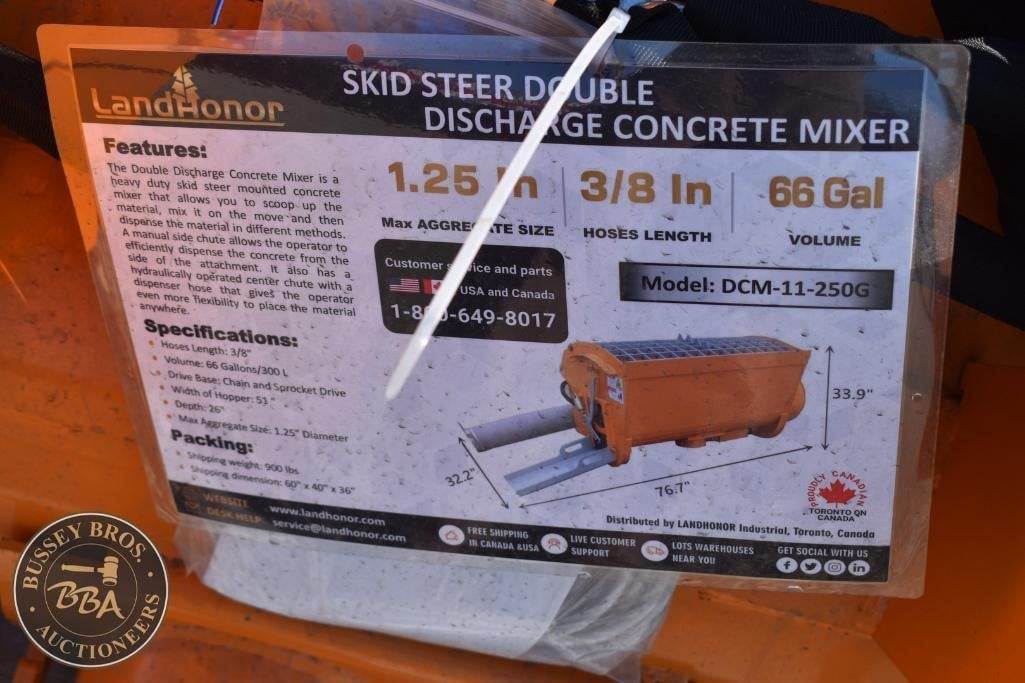 LandHonor
SKID STEER DOUBLE
DISCHARGE CONCRETE MIXER
Features:
The Double Discharge Concrete Mixer is a
heavy duty skid steer mounted concrete
mixer that allows you to scoop up the
material, mix it on the move and then
dispense the material in different methods.
A manual side chute allows the operator to
efficiently dispense the concrete from the
side of the attachment. It also has a
hydraulically operated center chute with a
dispenser hose that gives the operator
even more flexibility to place the material
anywhere.
Specifications:
• Hoses Length: 3/8"
• Volume: 66 Gallons/300 L
• Drive Base: Chain and Sprocket Drive
• Width of Hopper: 51"
• Depth: 26"
• Max Aggregate Size: 1.25" Diameter
Packing:
• Shipping weight: 900 lbs
• Shipping dimension: 60" x 40" x 36"
1.25 In
Max AGGREGATE SIZE
3/8 In
HOSES LENGTH
66 Gal
VOLUME
Customer service and parts
USA and Canada
1-800-649-8017
Model: DCM-11-250G
33.9"
32.2"
76.7"
PROUDLY CANADIAN
TORONTO ON
CANADA
Distributed by LANDHONOR Industrial, Toronto, Canada
WEBSITE www.landhonor.com
DESK HELP service@landhonor.com
FREE SHIPPING
IN CANADA &USA
LIVE CUSTOMER
SUPPORT
LOTS WAREHOUSES
NEAR YOU
GET SOCIAL WITH US
BUSSEY BROS.
BBA
AUCTIONEERS